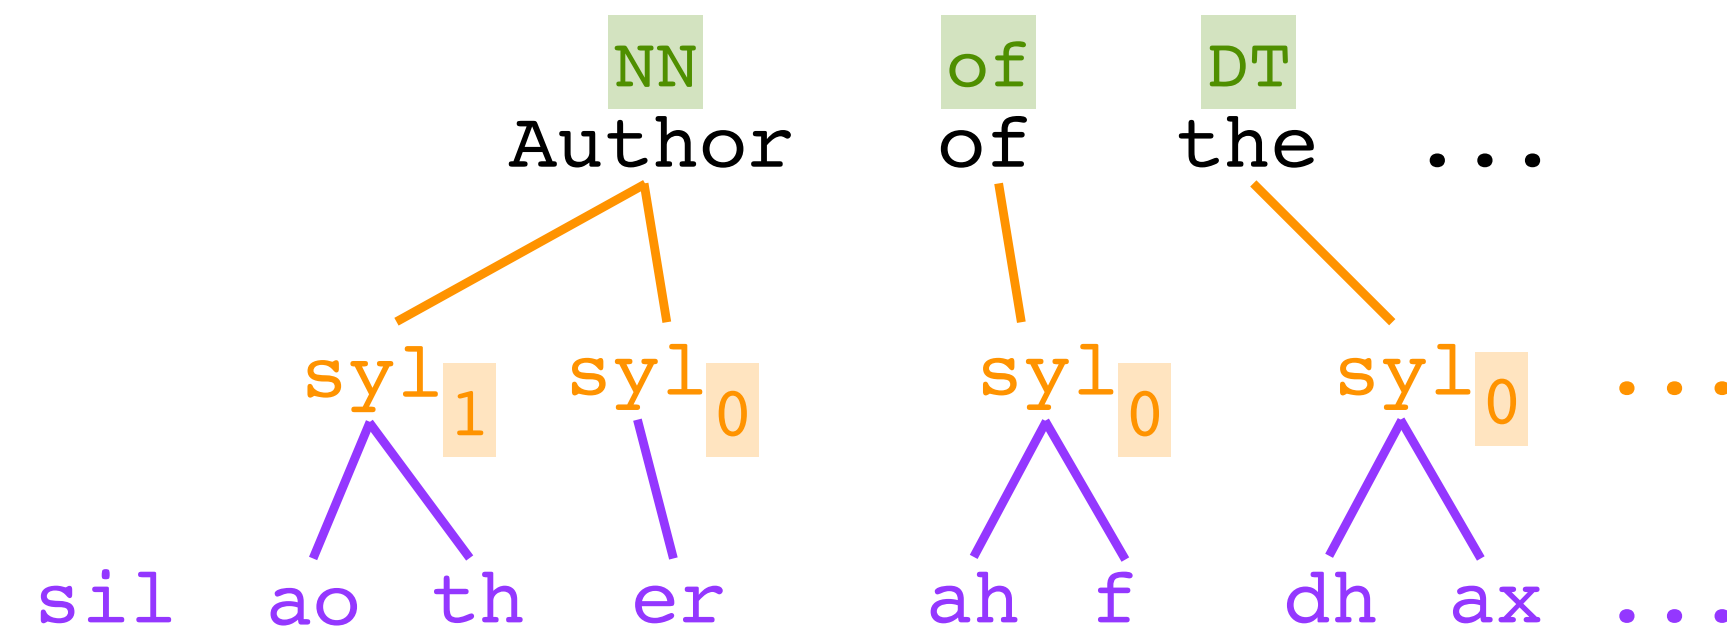 NN of DT
Author of the ...
syl1 syl0 syl0 syl0 ...
sil ao th er ah f dh ax ...